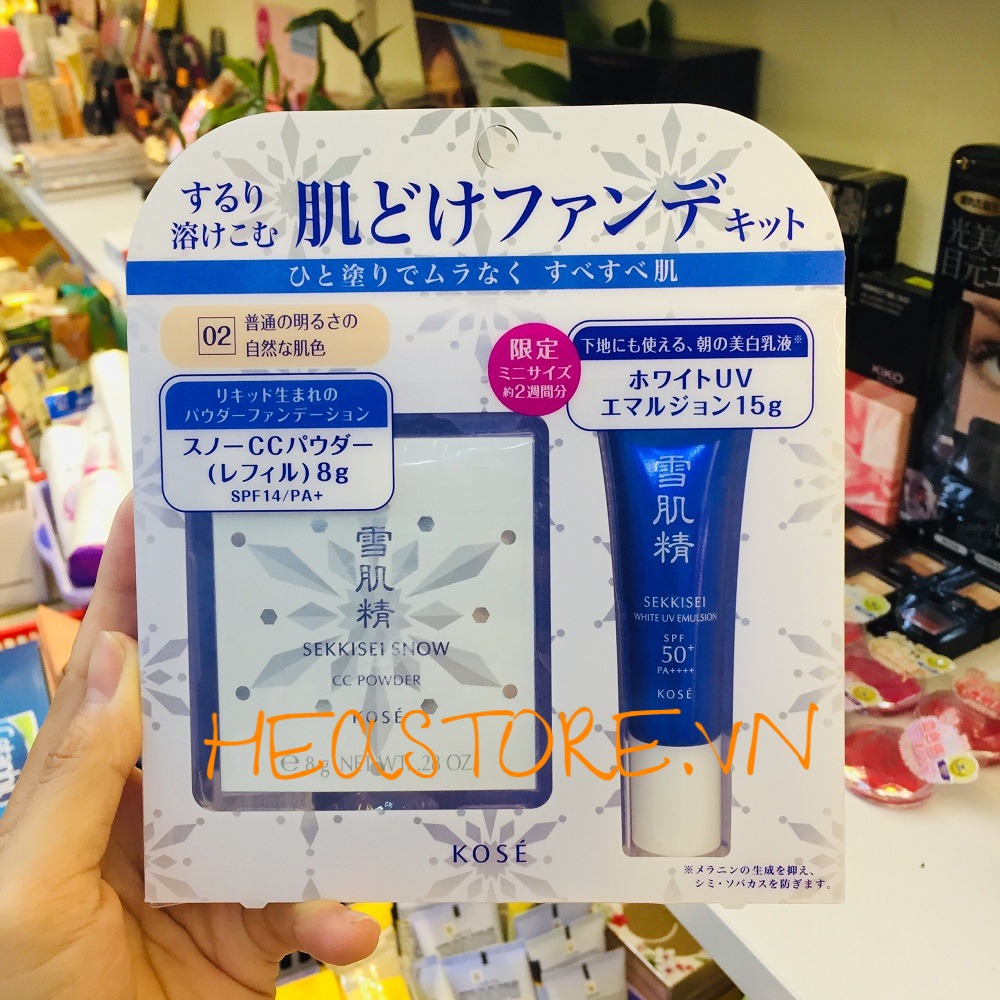 するり
溶けこむ
肌どけファンデキット
ひと塗りでムラなく すべすべ肌
02
普通の明るさの
自然な肌色
リキッド生まれの
パウダーファンデーション
スノーCCパウダー
(レフィル)8g
SPF14/PA+
限定
ミニサイズ
約2週間分
下地にも使える、朝の美白乳液※
ホワイトUV
エマルジョン15g
雪肌精
SEKKISEI SNOW
CC POWDER
KOSÉ
℮ 8 g NET WT. .28 OZ.
雪肌精
SEKKISEI
WHITE UV EMULSION
SPF
50+
PA++++
KOSÉ
HEASTORE.VN
KOSÉ
※メラニンの生成を抑え、
シミ・ソバカスを防ぎます。
KIKO
光美
目元